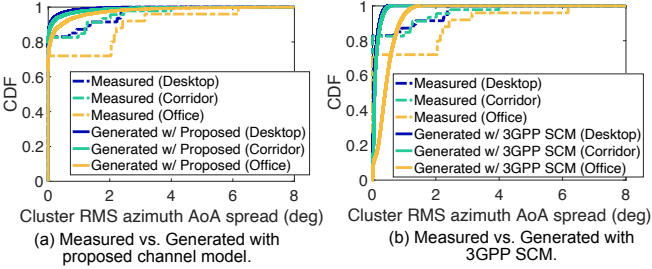 1
0.8
0.6
0.4
0.2
0
CDF
Measured (Desktop)
Measured (Corridor)
Measured (Office)
Generated w/ Proposed (Desktop)
Generated w/ Proposed (Corridor)
Generated w/ Proposed (Office)
0 2 4 6 8
Cluster RMS azimuth AoA spread (deg)
(a) Measured vs. Generated with
proposed channel model.
1
0.8
0.6
0.4
0.2
0
CDF
Measured (Desktop)
Measured (Corridor)
Measured (Office)
Generated w/ 3GPP SCM (Desktop)
Generated w/ 3GPP SCM (Corridor)
Generated w/ 3GPP SCM (Office)
0 2 4 6 8
Cluster RMS azimuth AoA spread (deg)
(b) Measured vs. Generated with
3GPP SCM.